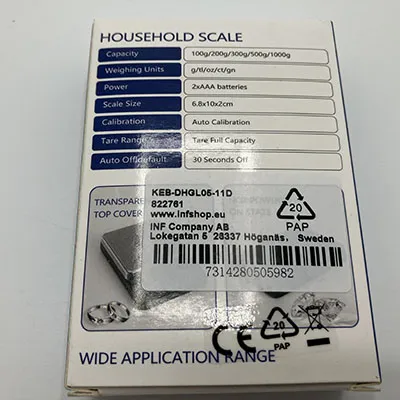 HOUSEHOLD SCALE
Capacity 100g/200g/300g/500g/1000g
Weighing Units g/tl/oz/ct/gn
Power 2xAAA batteries
Scale Size 6.8x10x2cm
Calibration Auto Calibration
Tare Range Tare Full Capacity
Auto Off/default 30 Seconds Off
TRANSPARE
TOP COVER
KEB-DHGL05-11D
822761
www.infshop.eu
INF Company AB
Lokegatan 5 26337 Höganäs, Sweden
20
PAP
7314280505982
CE
20
PAP
WIDE APPLICATION RANGE